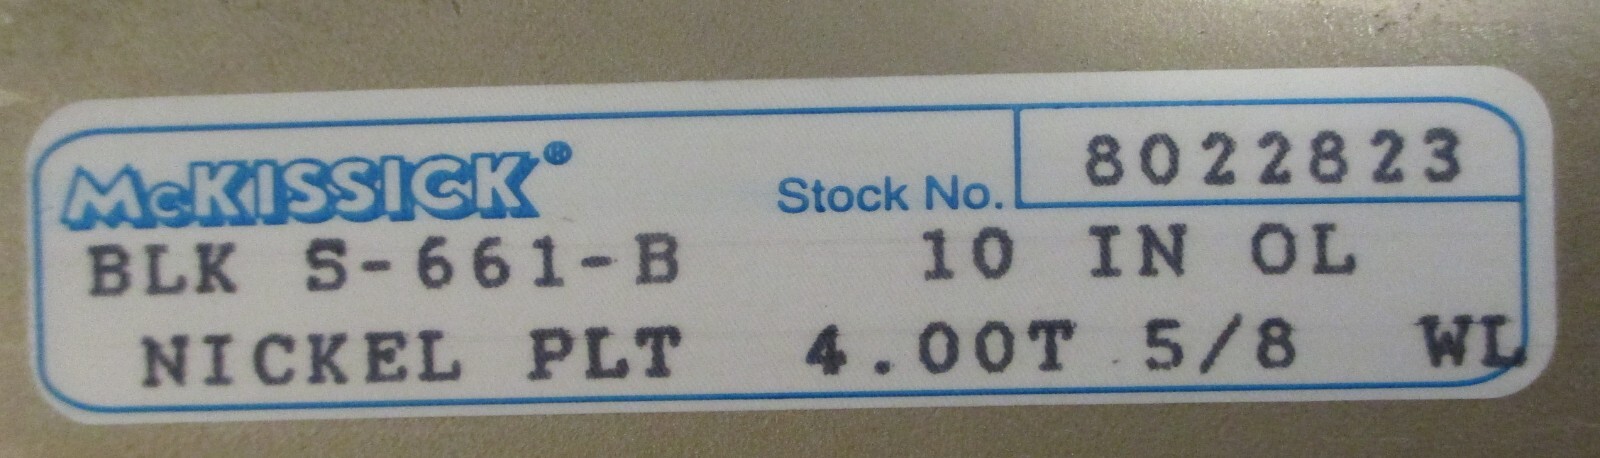 McKISSICK®
Stock No. 8022823
BLK S-661-B 10 IN OL
NICKEL PLT 4.00T 5/8 WL